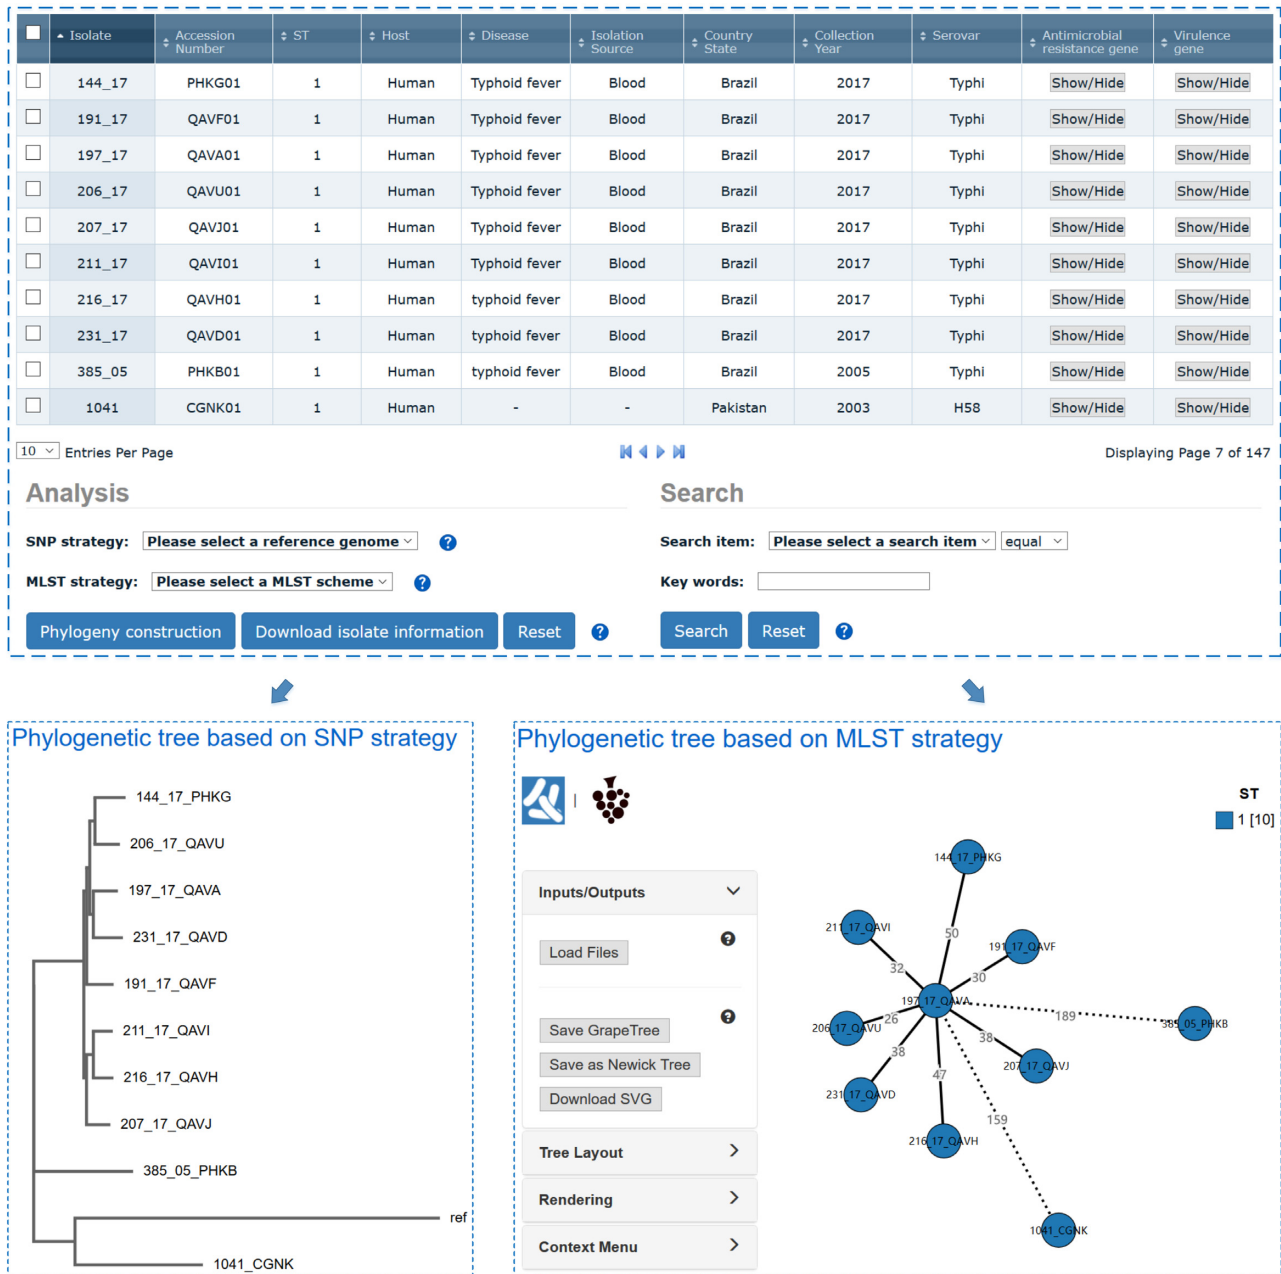 Isolate Accession Number ST Host Disease Isolation Source Country State Collection Year Serovar Antimicrobial resistance gene Virulence gene
144_17 PHKG01 1 Human Typhoid fever Blood Brazil 2017 Typhi Show/Hide Show/Hide
191_17 QAVF01 1 Human Typhoid fever Blood Brazil 2017 Typhi Show/Hide Show/Hide
197_17 QAVA01 1 Human Typhoid fever Blood Brazil 2017 Typhi Show/Hide Show/Hide
206_17 QAVU01 1 Human Typhoid fever Blood Brazil 2017 Typhi Show/Hide Show/Hide
207_17 QAVJ01 1 Human Typhoid fever Blood Brazil 2017 Typhi Show/Hide Show/Hide
211_17 QAVI01 1 Human Typhoid fever Blood Brazil 2017 Typhi Show/Hide Show/Hide
216_17 QAVH01 1 Human typhoid fever Blood Brazil 2017 Typhi Show/Hide Show/Hide
231_17 QAVD01 1 Human typhoid fever Blood Brazil 2017 Typhi Show/Hide Show/Hide
385_05 PHKB01 1 Human typhoid fever Blood Brazil 2005 Typhi Show/Hide Show/Hide
1041 CGNK01 1 Human - - Pakistan 2003 H58 Show/Hide Show/Hide
10 Entries Per Page Displaying Page 7 of 147
Analysis
SNP strategy: Please select a reference genome ?
MLST strategy: Please select a MLST scheme ?
Phylogeny construction Download isolate information Reset ?
Search
Search item: Please select a search item equal
Key words:
Search Reset ?
Phylogenetic tree based on SNP strategy
144_17_PHKG
206_17_QAVU
197_17_QAVA
231_17_QAVD
191_17_QAVF
211_17_QAVI
216_17_QAVH
207_17_QAVJ
385_05_PHKB
ref
1041_CGNK
Phylogenetic tree based on MLST strategy
ST
1 [10]
Inputs/Outputs
?
Load Files
?
Save GrapeTree
Save as Newick Tree
Download SVG
Tree Layout
Rendering
Context Menu
144_17_PHKG
50
211_17_QAVI
32
191_17_QAVF
30
197_17_QAVA
189
385_05_PHKB
206_17_QAVU
26
38
207_17_QAVJ
38
231_17_QAVD
47
216_17_QAVH
159
1041_CGNK